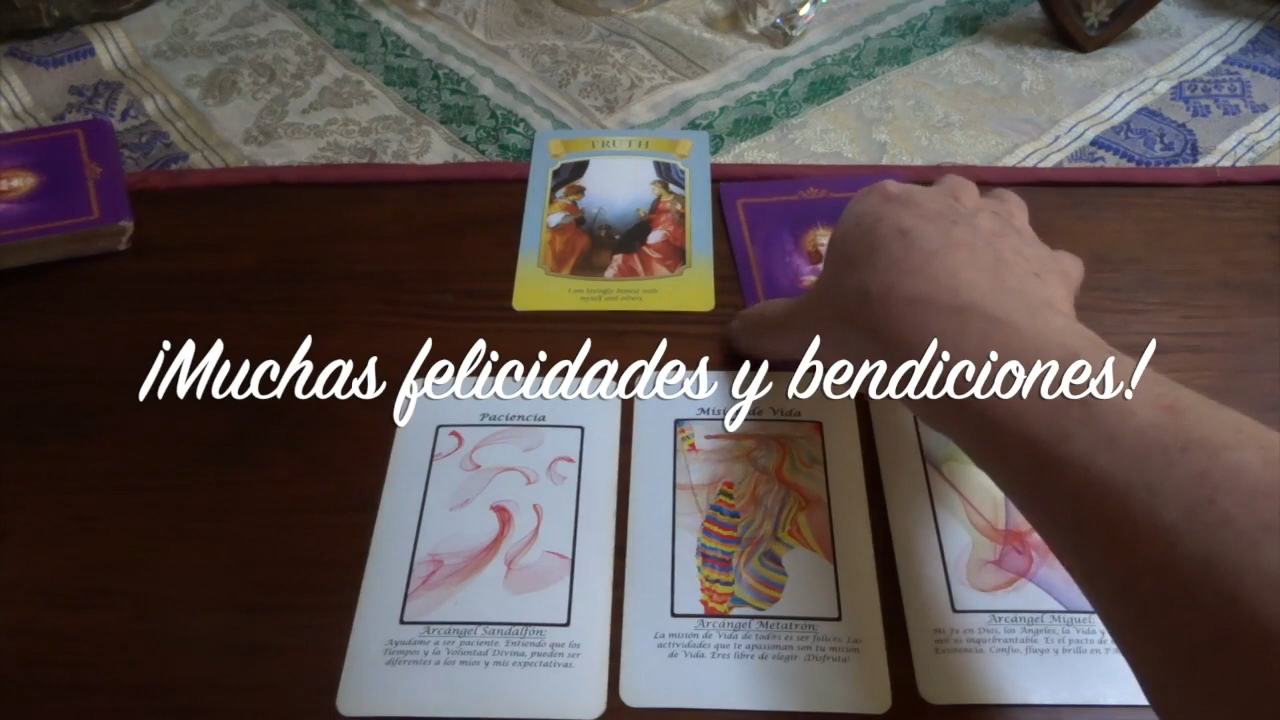 TRUTH
I am lovingly honest with
myself and others.
¡Muchas felicidades y bendiciones!
Paciencia
Arcángel Sandalfón:
Ayúdame a ser paciente. Entiendo que los
Tiempos y la Voluntad Divina, pueden ser
diferentes a los míos y mis expectativas.
Misión de Vida
Arcángel Metatrón:
La misión de Vida de todos es ser felices. Las
actividades que te apasionan son tu misión
de Vida. Eres libre de elegir. ¡Disfruta!
Arcángel Miguel:
Mi fe en Dios, los Ángeles, la Vida y
es inquebrantable. Es el pacto de
Existencia. Confío, fluyo y brillo en